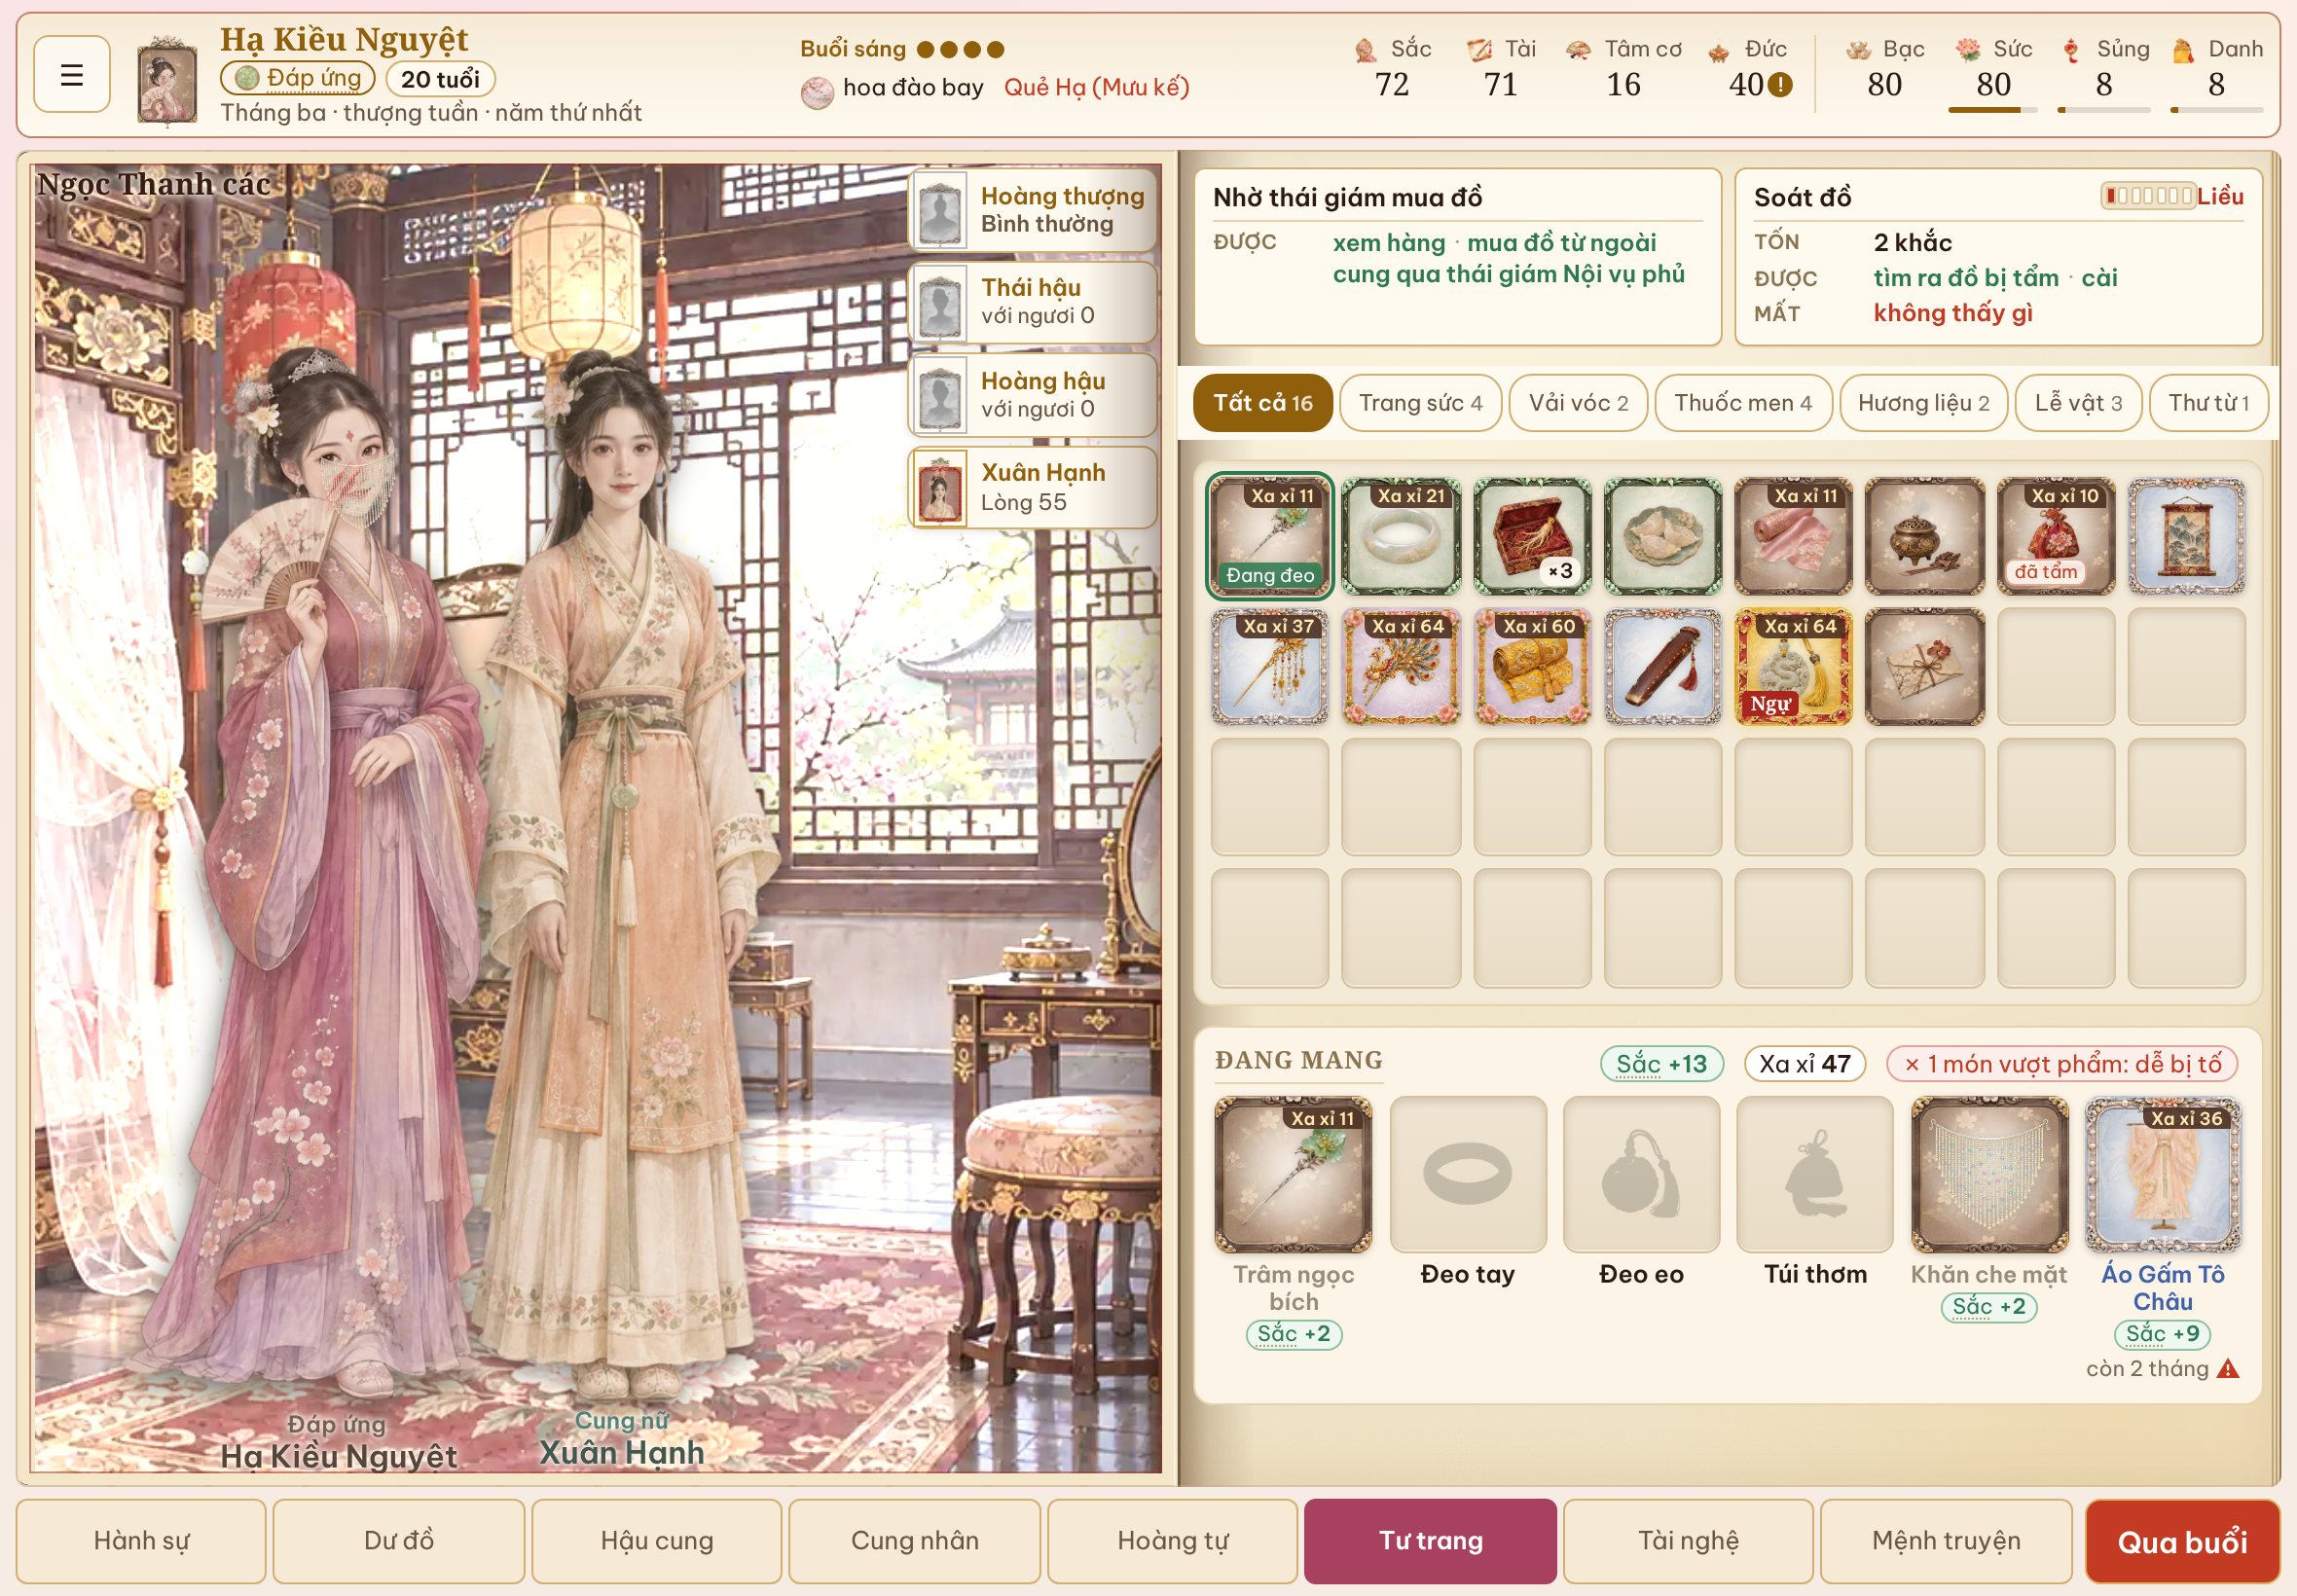 ☰
Hạ Kiều Nguyệt
Đáp ứng
20 tuổi
Tháng ba · thượng tuần · năm thứ nhất
Buổi sáng
hoa đào bay
Quẻ Hạ (Mưu kế)
Sắc
72
Tài
71
Tâm cơ
16
Đức
40 !
Bạc
80
Sức
80
Sủng
8
Danh
8
Ngọc Thanh các
Hoàng thượng
Bình thường
Thái hậu
với ngươi 0
Hoàng hậu
với ngươi 0
Xuân Hạnh
Lòng 55
Đáp ứng
Hạ Kiều Nguyệt
Cung nữ
Xuân Hạnh
Nhờ thái giám mua đồ
ĐƯỢC
xem hàng · mua đồ từ ngoài
cung qua thái giám Nội vụ phủ
Soát đồ
Liều
TỐN
2 khắc
ĐƯỢC
tìm ra đồ bị tẩm · cài
MẤT
không thấy gì
Tất cả 16
Trang sức 4
Vải vóc 2
Thuốc men 4
Hương liệu 2
Lễ vật 3
Thư từ 1
Xa xỉ 11
Đang đeo
Xa xỉ 21
×3
Xa xỉ 11
Xa xỉ 10
đã tẩm
Xa xỉ 37
Xa xỉ 64
Xa xỉ 60
Xa xỉ 64
Ngự
ĐANG MANG
Sắc +13
Xa xỉ 47
× 1 món vượt phẩm: dễ bị tố
Xa xỉ 11
Trâm ngọc
bích
Sắc +2
Đeo tay
Đeo eo
Túi thơm
Khăn che mặt
Sắc +2
Xa xỉ 36
Áo Gấm Tô
Châu
Sắc +9
còn 2 tháng
Hành sự
Dư đồ
Hậu cung
Cung nhân
Hoàng tự
Tư trang
Tài nghệ
Mệnh truyện
Qua buổi